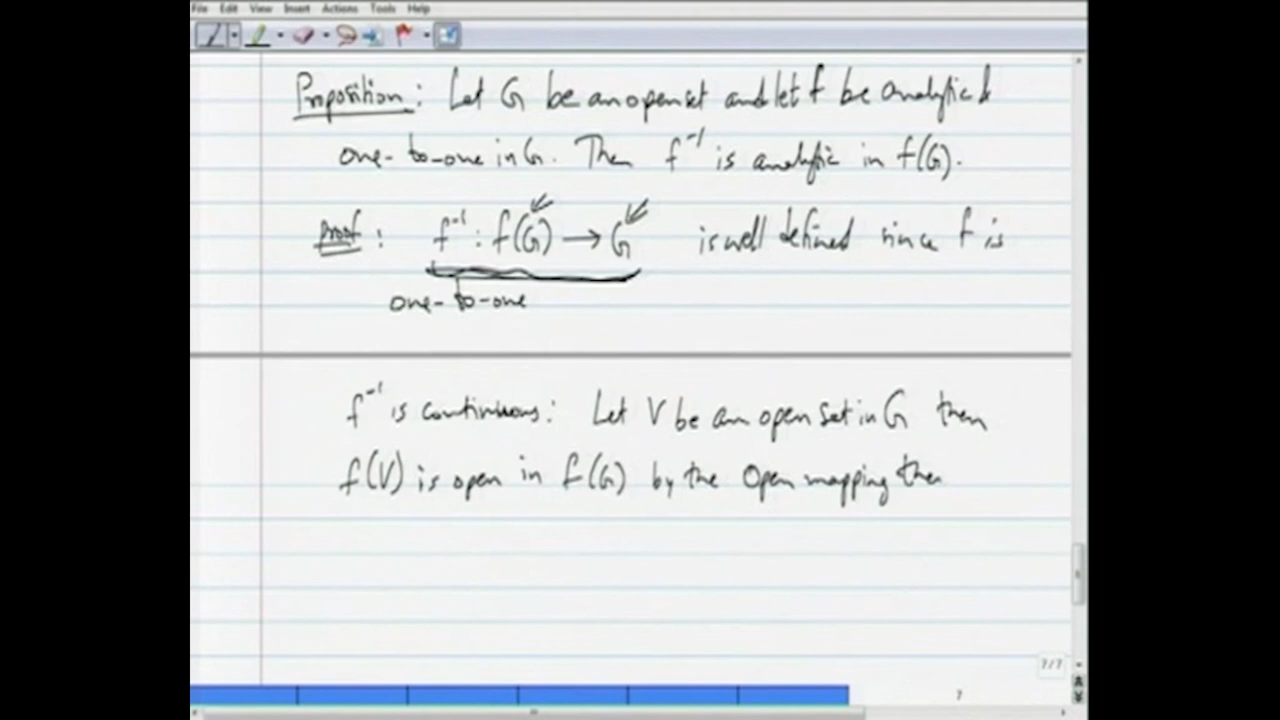 File Edit View Insert Actions Tools Help
Proposition: Let G be an open set and let f be analytic &
one-to-one in G. Then f⁻¹ is analytic in f(G).
Proof: f⁻¹: f(G) → G is well defined since f is
one-to-one
f⁻¹ is continuous: Let V be an open set in G then
f(V) is open in f(G) by the Open mapping them
7/7
7